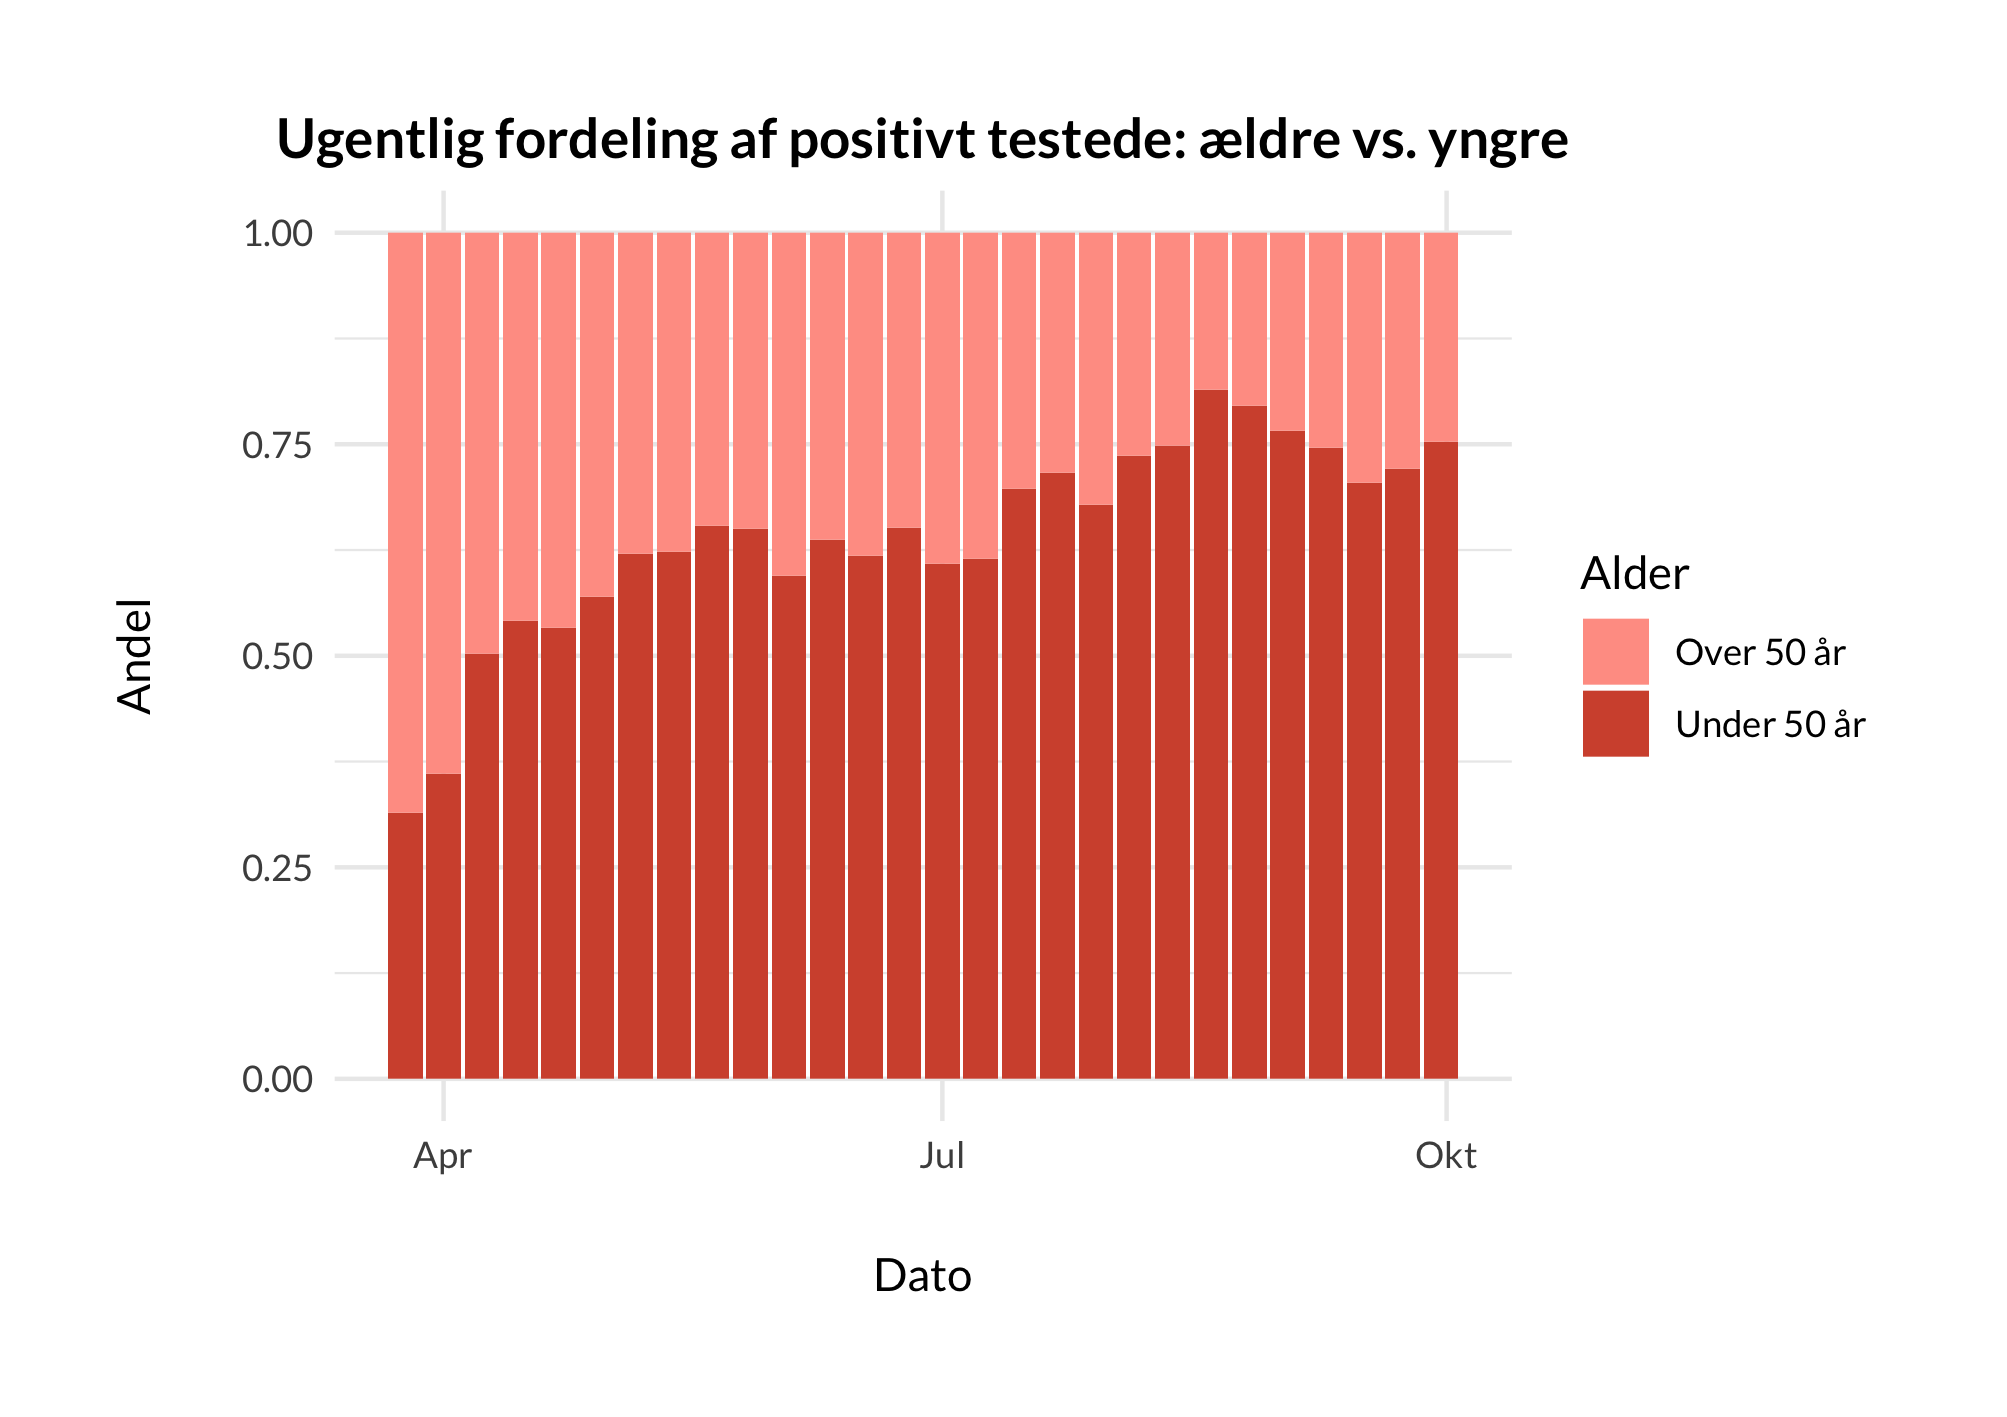 Ugentlig fordeling af positivt testede: ældre vs. yngre
1.00
0.75
0.50
0.25
0.00
Andel
Apr
Jul
Okt
Dato
Alder
Over 50 år
Under 50 år